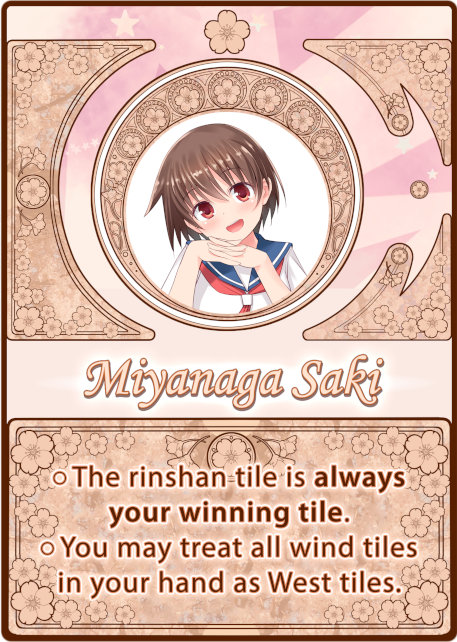 Miyanaga Saki
○ The rinshan tile is always
your winning tile.
○ You may treat all wind tiles
in your hand as West tiles.